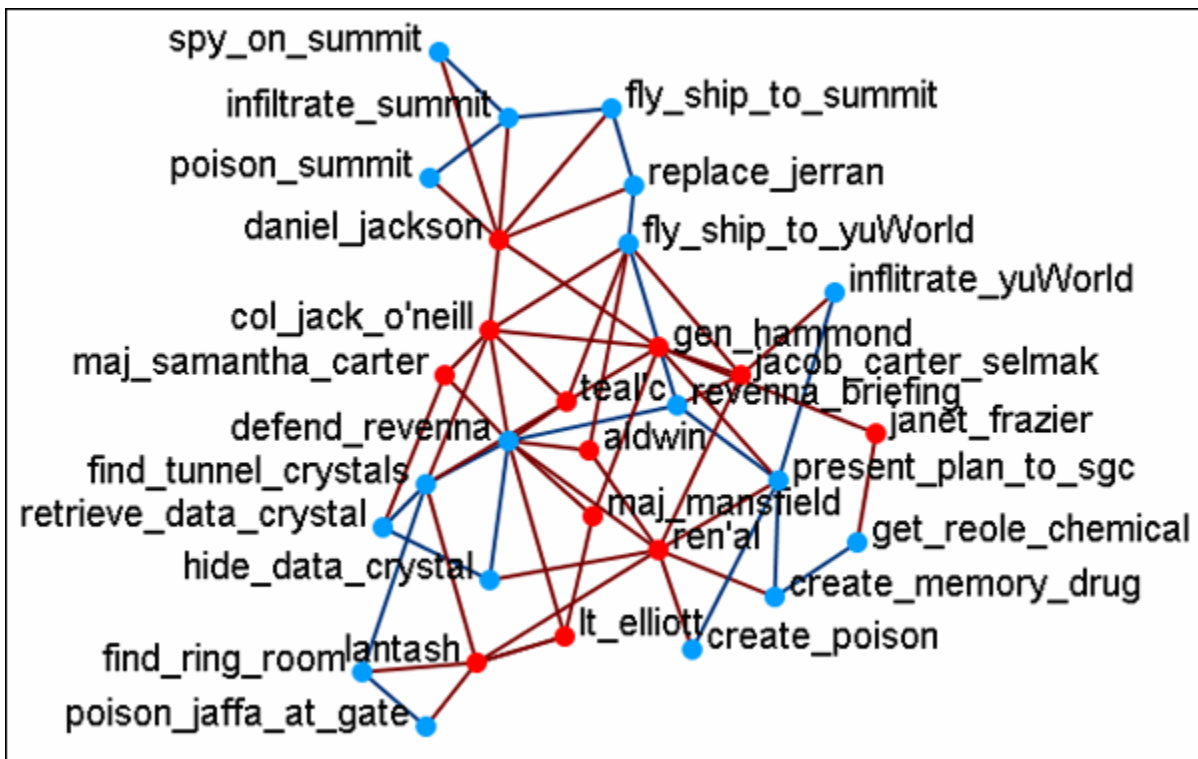 spy_on_summit
infiltrate_summit
fly_ship_to_summit
poison_summit
replace_jerran
daniel_jackson
fly_ship_to_yuWorld
inflitrate_yuWorld
col_jack_o'neill
gen_hammond
maj_samantha_carter
jacob_carter_selmak
teal'c
revenna_briefing
defend_revenna
aldwin
janet_frazier
find_tunnel_crystals
present_plan_to_sgc
retrieve_data_crystal
maj_mansfield
get_reole_chemical
ren'al
hide_data_crystal
create_memory_drug
lt_elliott
create_poison
find_ring_room
lantash
poison_jaffa_at_gate